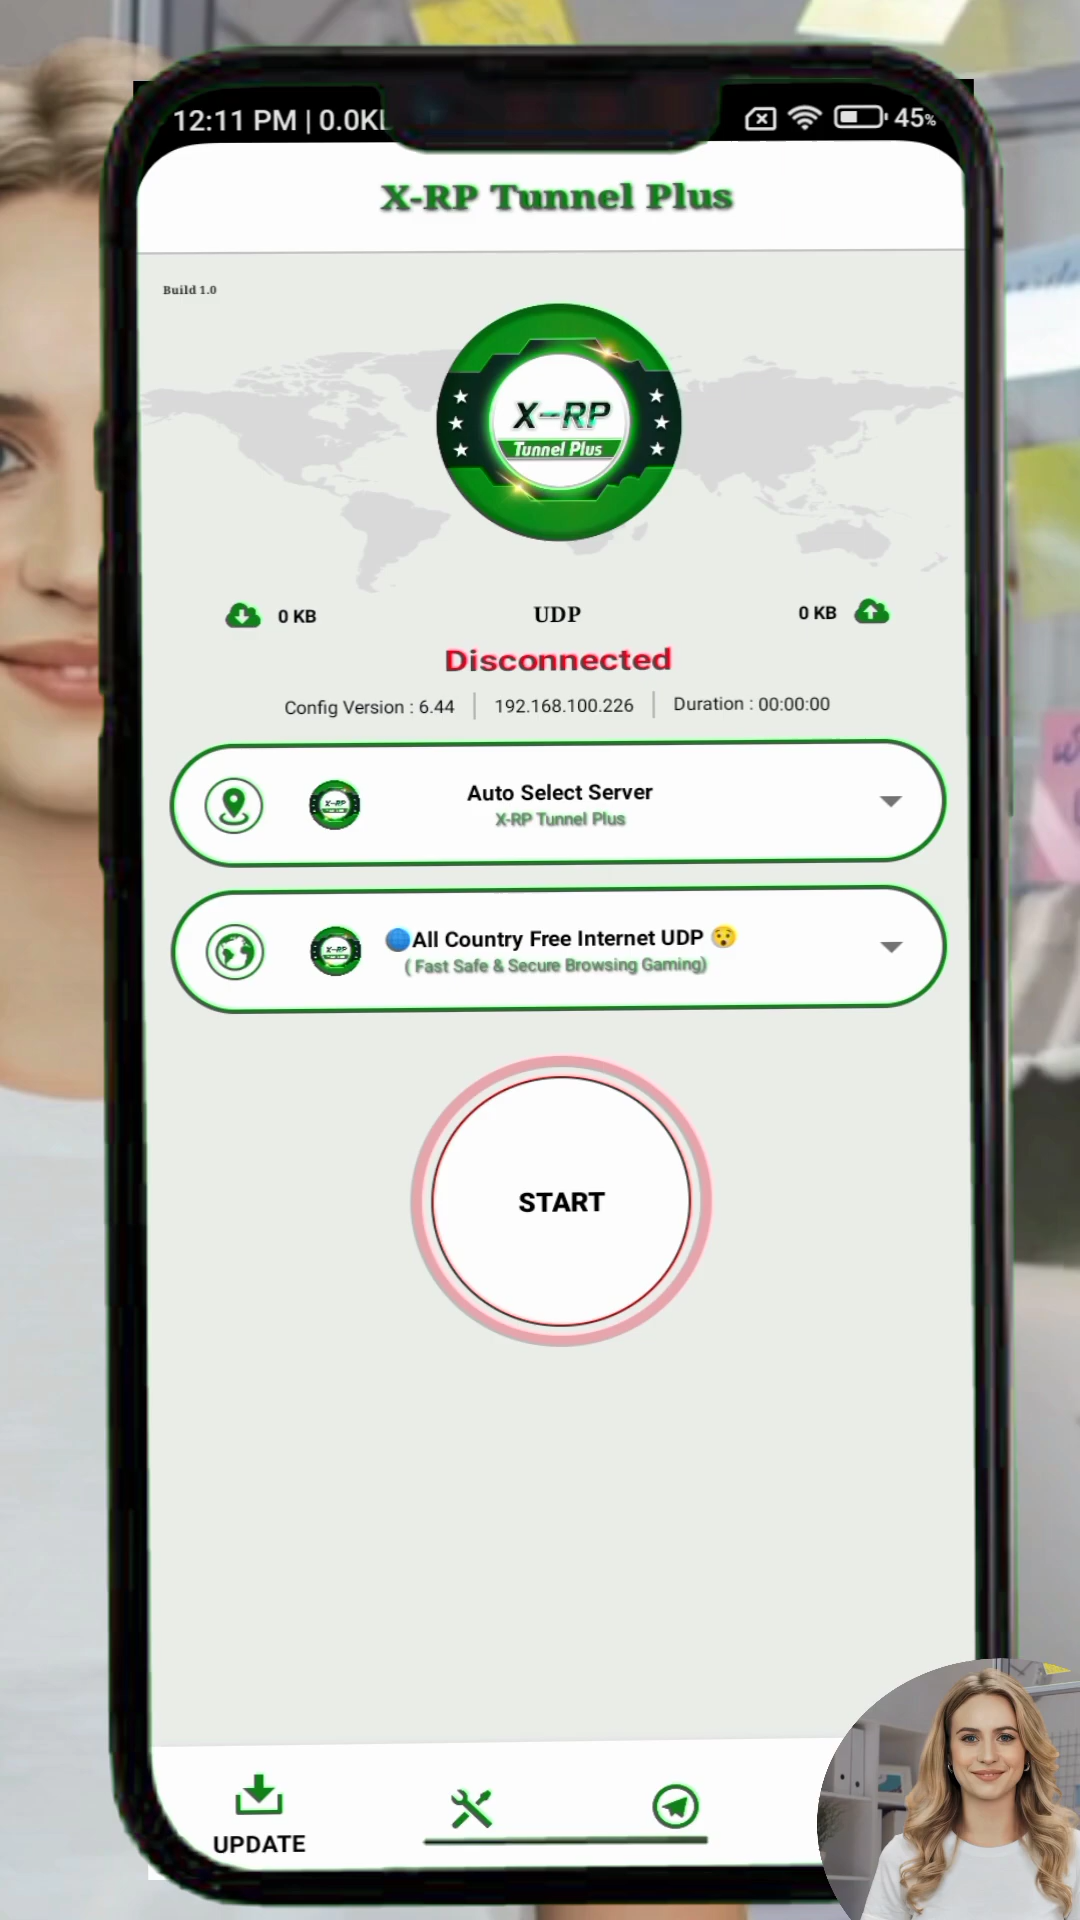 12:11 PM | 0.0K
45%
X-RP Tunnel Plus
Build 1.0
X-RP
Tunnel Plus
0 KB
UDP
0 KB
Disconnected
Config Version : 6.44
192.168.100.226
Duration : 00:00:00
Auto Select Server
X-RP Tunnel Plus
🌐All Country Free Internet UDP 😯
( Fast Safe & Secure Browsing Gaming)
START
UPDATE